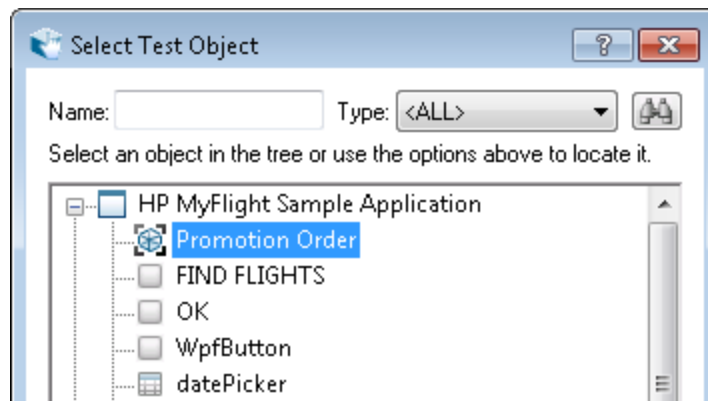 Select Test Object
?
Name: Type: <ALL>
Select an object in the tree or use the options above to locate it.
HP MyFlight Sample Application
Promotion Order
FIND FLIGHTS
OK
WpfButton
datePicker